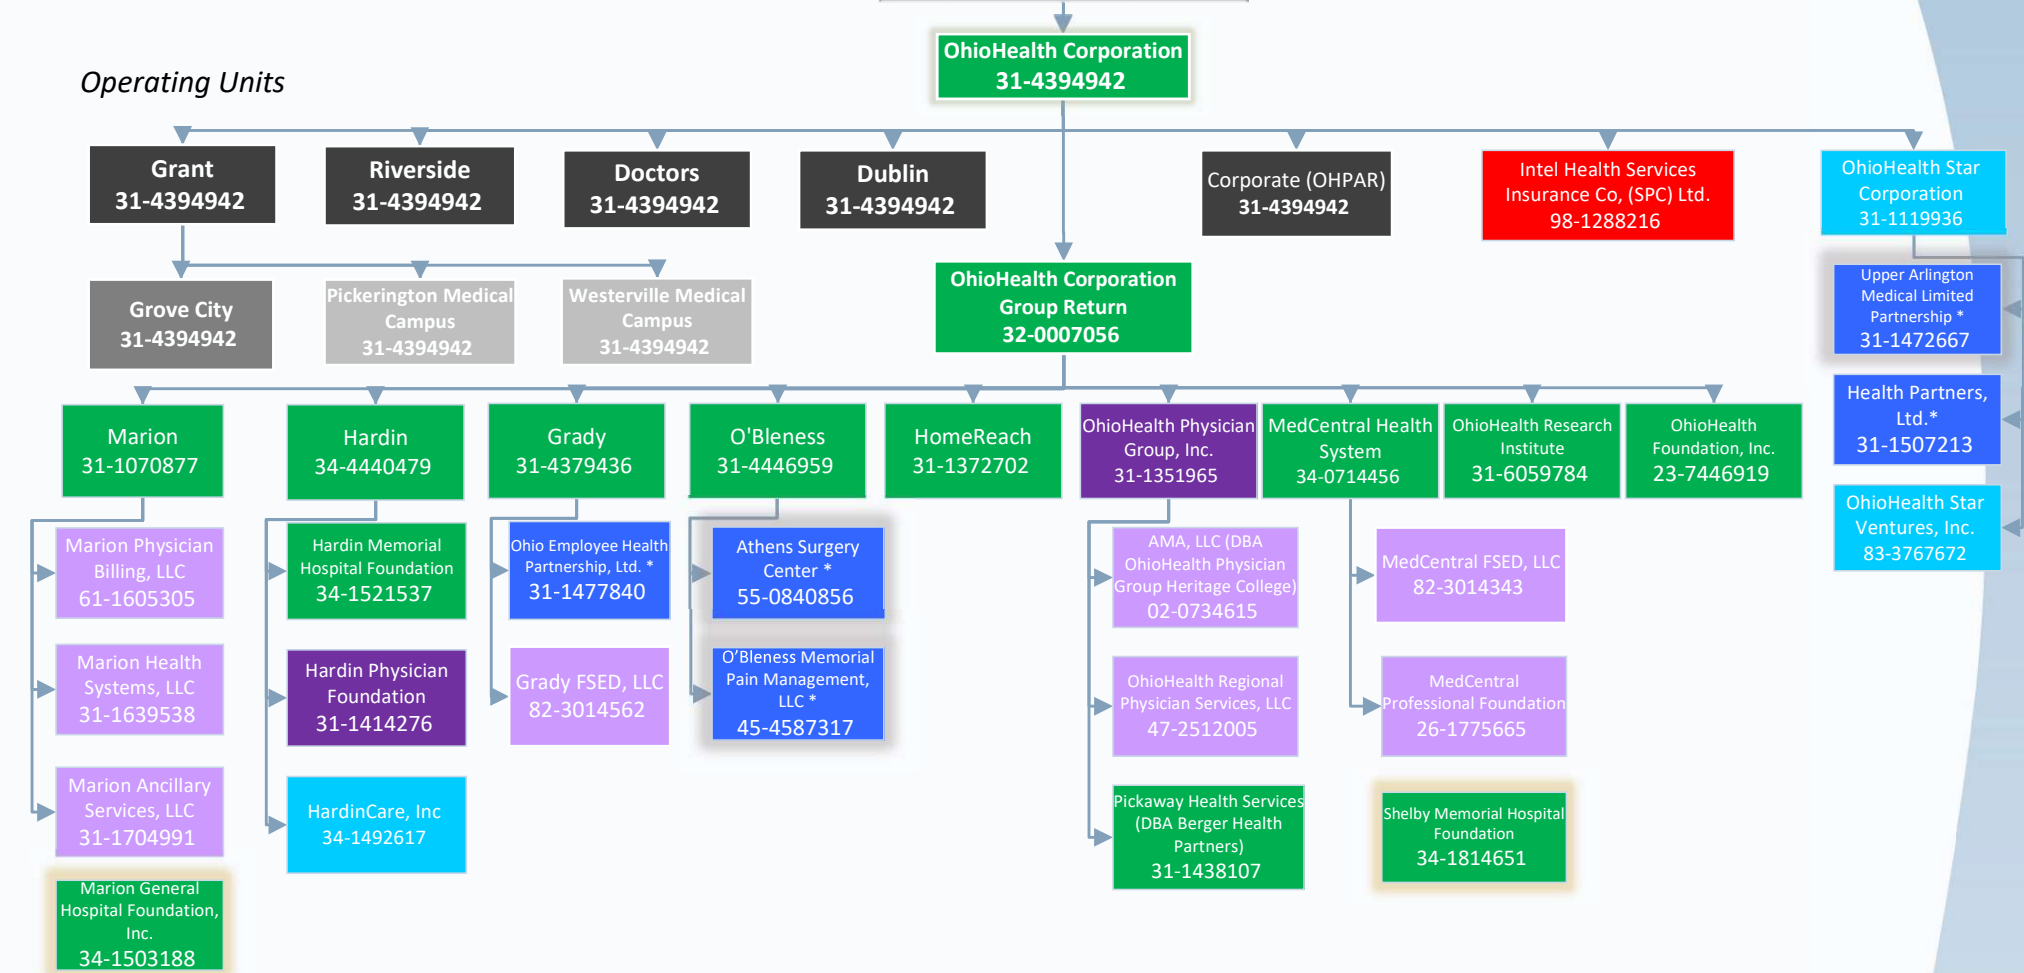 OhioHealth Corporation
31-4394942
Operating Units
Grant
31-4394942
Riverside
31-4394942
Doctors
31-4394942
Dublin
31-4394942
Corporate (OHPAR)
31-4394942
Intel Health Services
Insurance Co, (SPC) Ltd.
98-1288216
OhioHealth Star
Corporation
31-1119936
Grove City
31-4394942
Pickerington Medical
Campus
31-4394942
Westerville Medical
Campus
31-4394942
OhioHealth Corporation
Group Return
32-0007056
Upper Arlington
Medical Limited
Partnership *
31-1472667
Health Partners,
Ltd.*
31-1507213
OhioHealth Star
Ventures, Inc.
83-3767672
Marion
31-1070877
Hardin
34-4440479
Grady
31-4379436
O'Bleness
31-4446959
HomeReach
31-1372702
OhioHealth Physician
Group, Inc.
31-1351965
MedCentral Health
System
34-0714456
OhioHealth Research
Institute
31-6059784
OhioHealth
Foundation, Inc.
23-7446919
Marion Physician
Billing, LLC
61-1605305
Hardin Memorial
Hospital Foundation
34-1521537
Ohio Employee Health
Partnership, Ltd. *
31-1477840
Athens Surgery
Center *
55-0840856
AMA, LLC (DBA
OhioHealth Physician
Group Heritage College)
02-0734615
MedCentral FSED, LLC
82-3014343
Marion Health
Systems, LLC
31-1639538
Hardin Physician
Foundation
31-1414276
Grady FSED, LLC
82-3014562
O’Bleness Memorial
Pain Management,
LLC *
45-4587317
OhioHealth Regional
Physician Services, LLC
47-2512005
MedCentral
Professional Foundation
26-1775665
Marion Ancillary
Services, LLC
31-1704991
HardinCare, Inc
34-1492617
Pickaway Health Services
(DBA Berger Health
Partners)
31-1438107
Shelby Memorial Hospital
Foundation
34-1814651
Marion General
Hospital Foundation,
Inc.
34-1503188